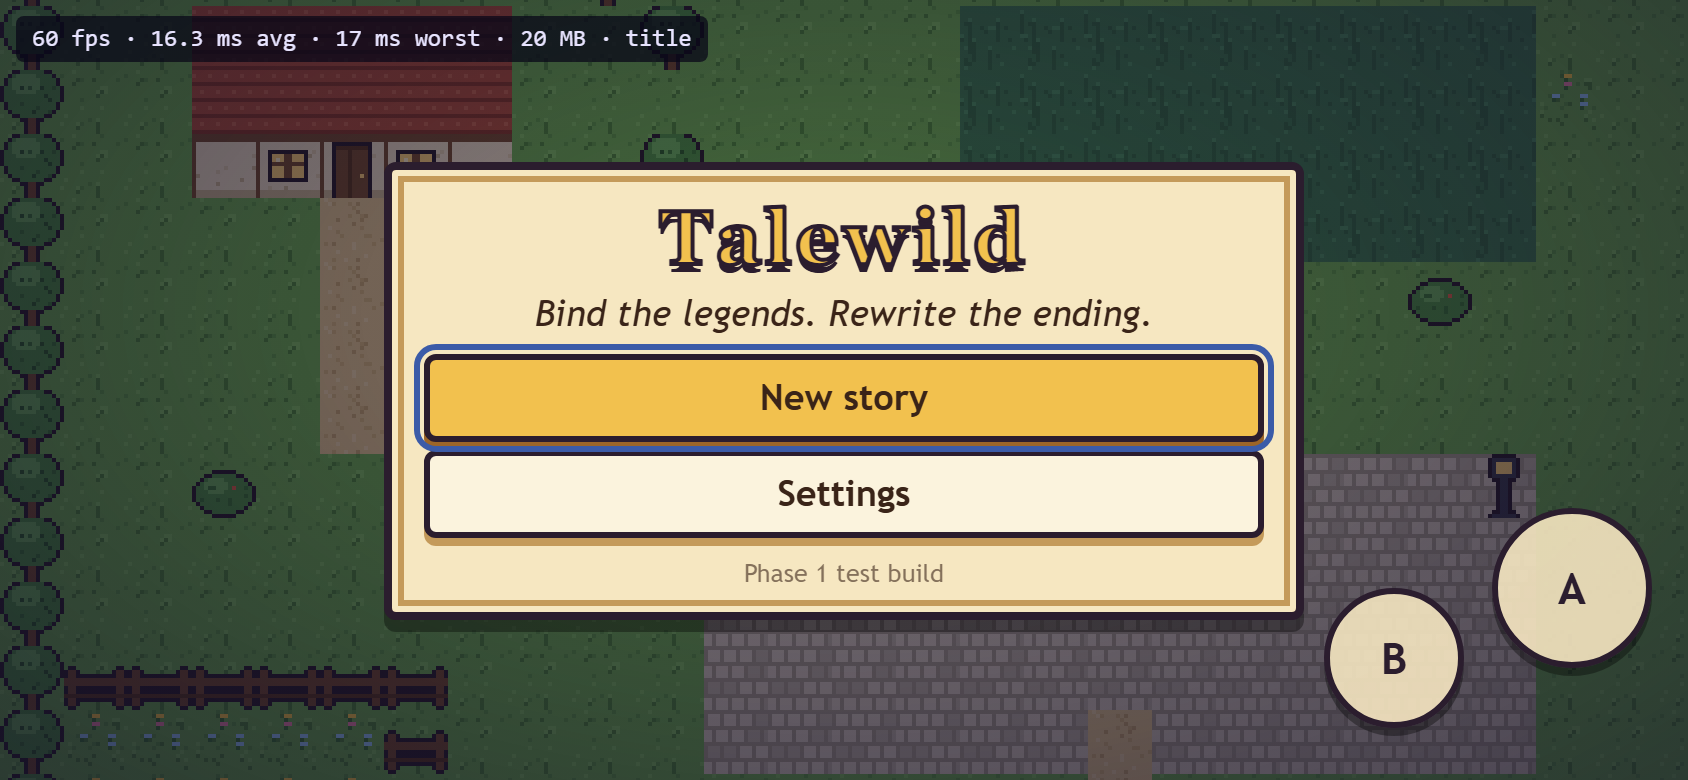 60 fps · 16.3 ms avg · 17 ms worst · 20 MB · title
Talewild
Bind the legends. Rewrite the ending.
New story
Settings
Phase 1 test build
A
B